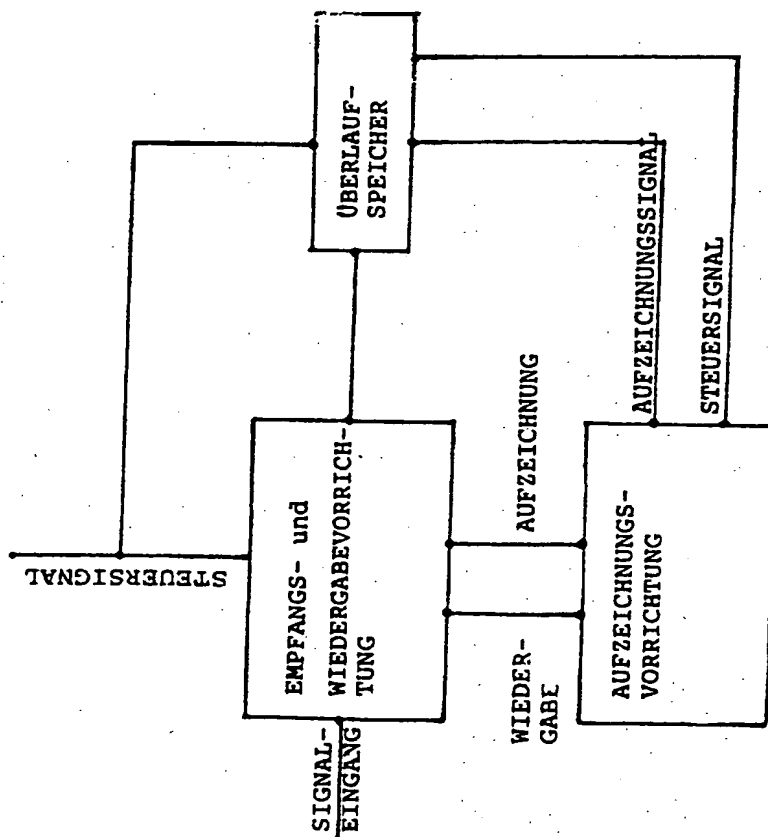 SIGNAL-
EINGANG
STEUERSIGNAL
EMPFANGS- und
WIEDERGABEVORRICH-
TUNG
ÜBERLAUF-
SPEICHER
WIEDER-
GABE
AUFZEICHNUNG
AUFZEICHNUNGS-
VORRICHTUNG
AUFZEICHNUNGSSIGNAL
STEUERSIGNAL